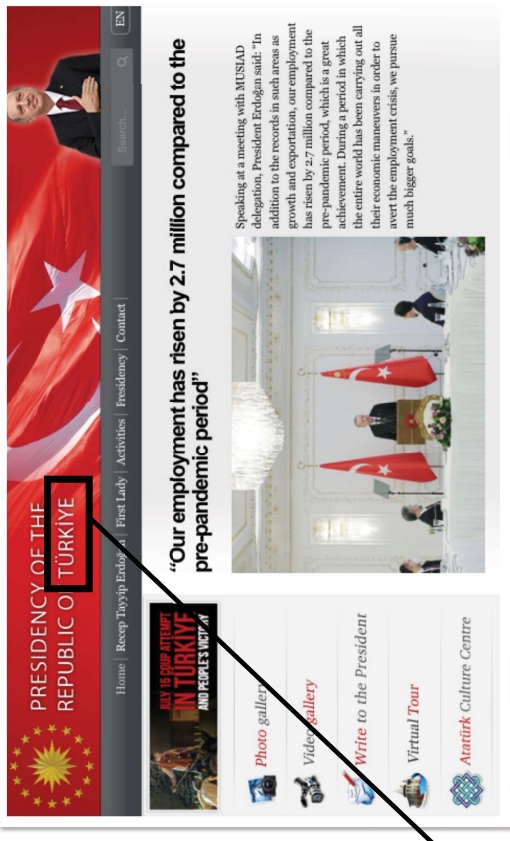 PRESIDENCY OF THE
REPUBLIC OF TÜRKİYE
Home | Recep Tayyip Erdoğan | First Lady | Activities | Presidency | Contact |
Search...
EN
JULY 15 COUP ATTEMPT
IN TÜRKİYE
AND PEOPLE'S VICTORY
Photo gallery
Video gallery
Write to the President
Virtual Tour
Atatürk Culture Centre
“Our employment has risen by 2.7 million compared to the
pre-pandemic period”
Speaking at a meeting with MUSIAD
delegation, President Erdoğan said: “In
addition to the records in such areas as
growth and exportation, our employment
has risen by 2.7 million compared to the
pre-pandemic period, which is a great
achievement. During a period in which
the entire world has been carrying out all
their economic maneuvers in order to
avert the employment crisis, we pursue
much bigger goals.”